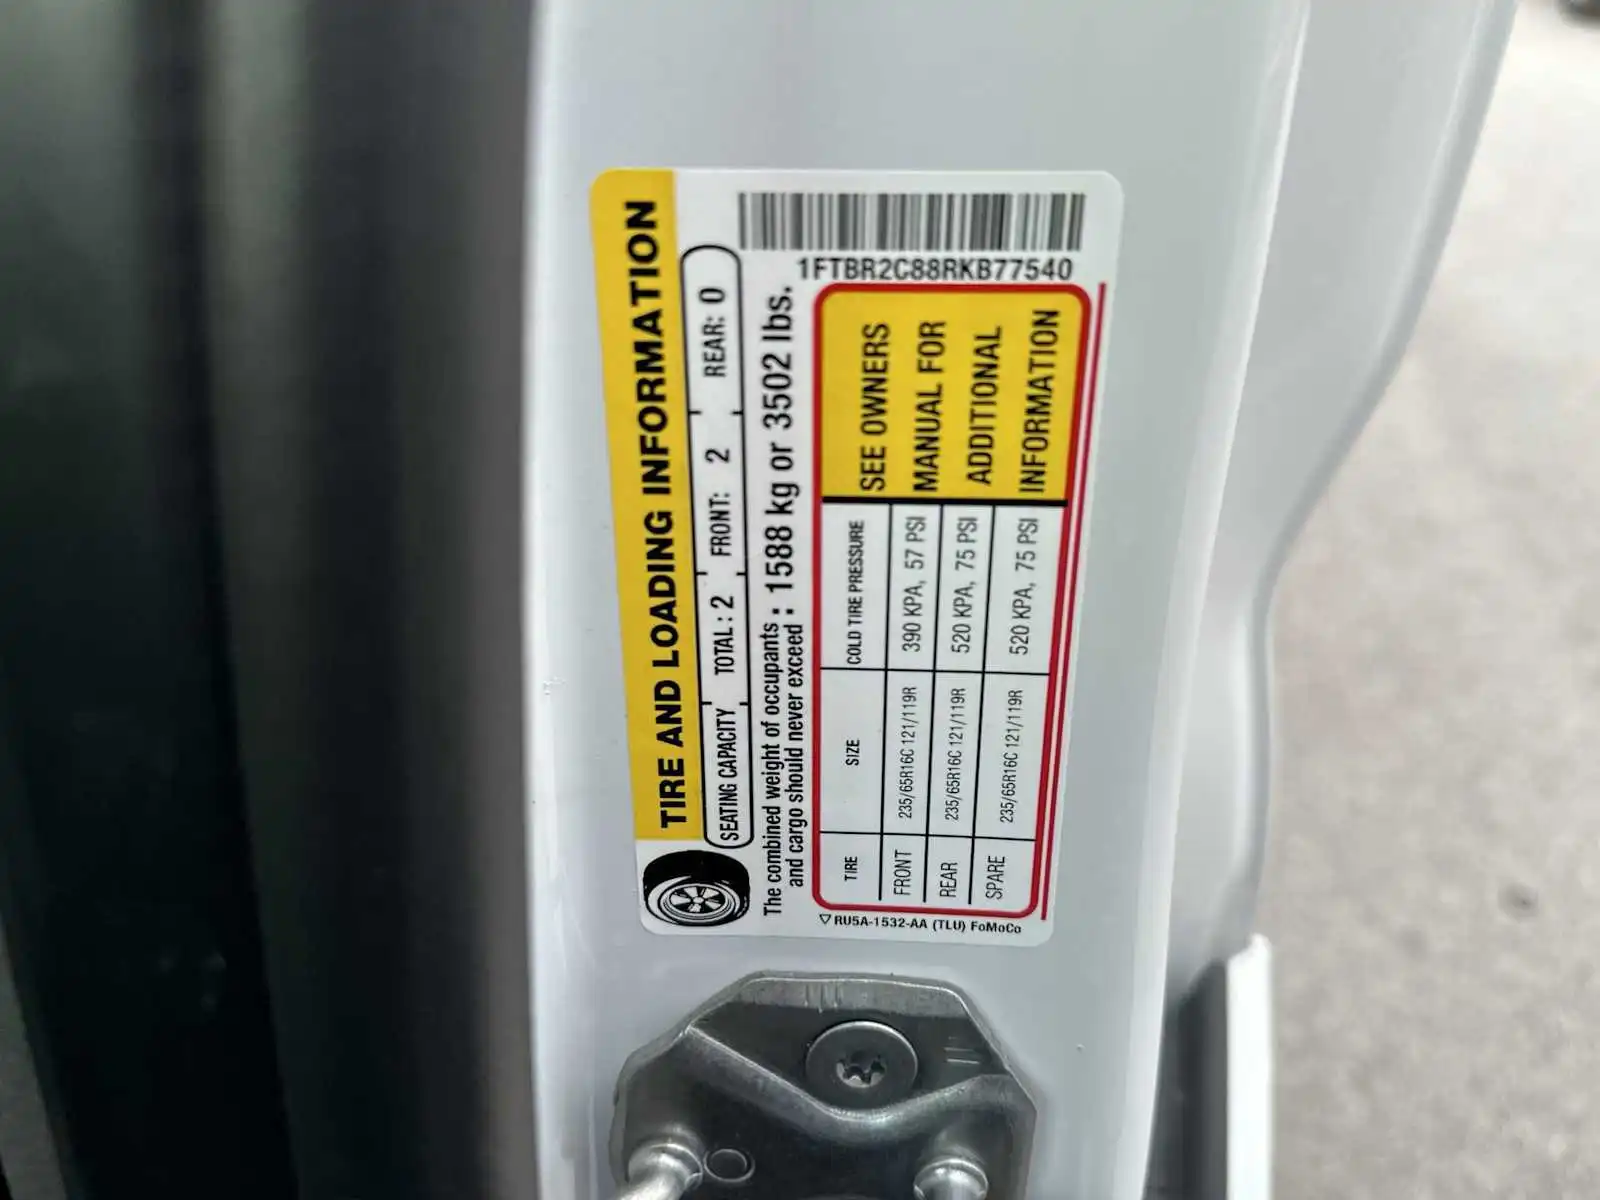 TIRE AND LOADING INFORMATION
SEATING CAPACITY TOTAL: 2 FRONT: 2 REAR: 0
The combined weight of occupants
and cargo should never exceed : 1588 kg or 3502 lbs.
1FTBR2C88RKB77540
TIRE SIZE COLD TIRE PRESSURE
FRONT 235/65R16C 121/119R 390 KPA, 57 PSI
REAR 235/65R16C 121/119R 520 KPA, 75 PSI
SPARE 235/65R16C 121/119R 520 KPA, 75 PSI
SEE OWNERS
MANUAL FOR
ADDITIONAL
INFORMATION
RU5A-1532-AA (TLU) FoMoCo